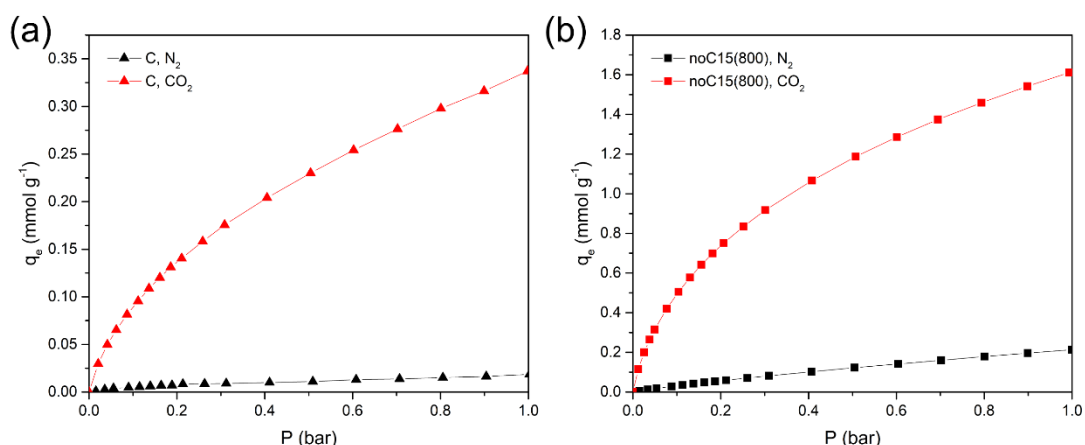 (a)
C, N₂
C, CO₂
qₑ (mmol g⁻¹)
0.35
0.30
0.25
0.20
0.15
0.10
0.05
0.00
0.0 0.2 0.4 0.6 0.8 1.0
P (bar)
(b)
noC15(800), N₂
noC15(800), CO₂
qₑ (mmol g⁻¹)
1.8
1.6
1.4
1.2
1.0
0.8
0.6
0.4
0.2
0.0
0.0 0.2 0.4 0.6 0.8 1.0
P (bar)